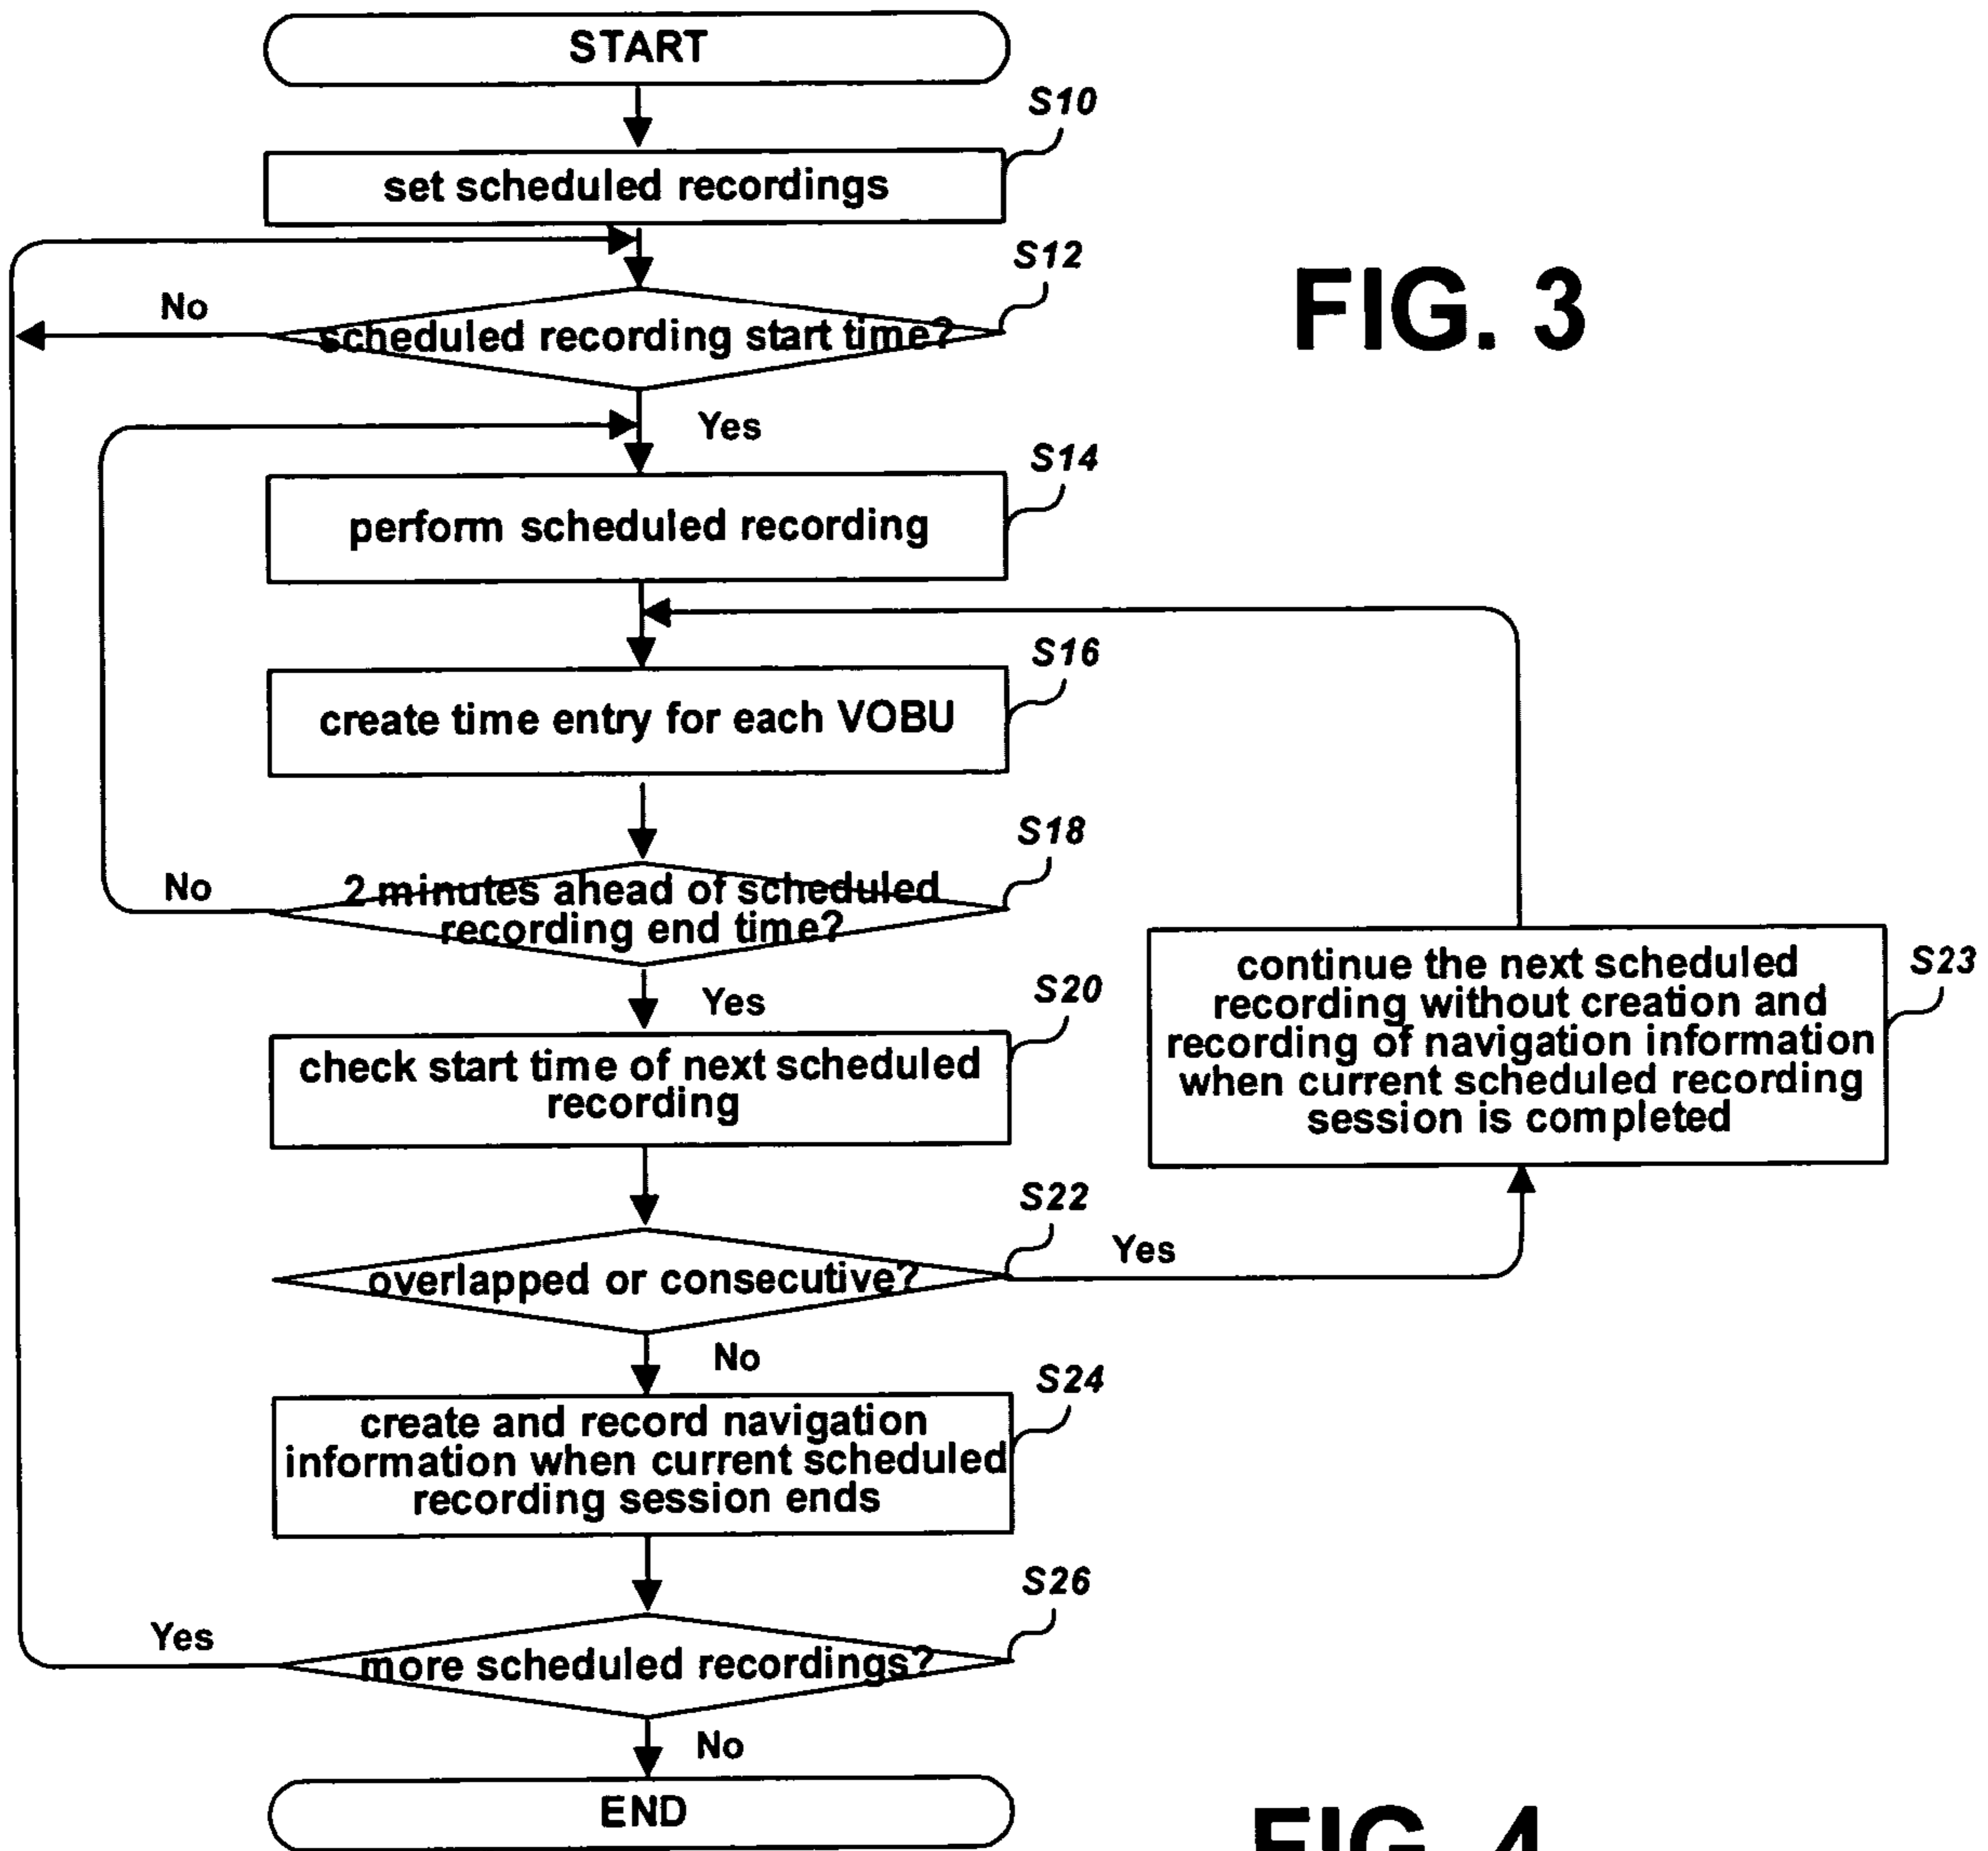 START
S10
set scheduled recordings
S12
No
scheduled recording start time?
FIG. 3
Yes
S14
perform scheduled recording
S16
create time entry for each VOBU
S18
No
2 minutes ahead of scheduled
recording end time?
Yes
S20
check start time of next scheduled
recording
S23
continue the next scheduled
recording without creation and
recording of navigation information
when current scheduled recording
session is completed
S22
overlapped or consecutive?
Yes
No
S24
create and record navigation
information when current scheduled
recording session ends
S26
Yes
more scheduled recordings?
No
END
FIG. 4